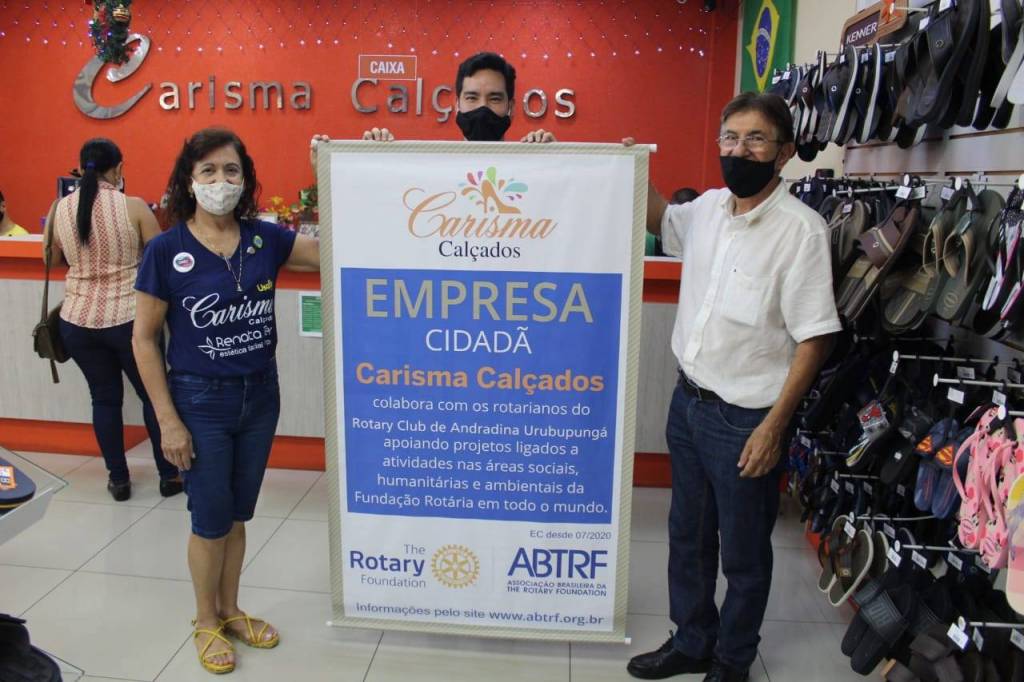 Carisma Calçados
CAIXA
KENNER
Carisma
Calçados
EMPRESA
CIDADÃ
Carisma Calçados
colabora com os rotarianos do
Rotary Club de Andradina Urubupungá
apoiando projetos ligados a
atividades nas áreas sociais,
humanitárias e ambientais da
Fundação Rotária em todo o mundo.
EC desde 07/2020
The
Rotary
Foundation
ABTRF
ASSOCIAÇÃO BRASILEIRA DA
THE ROTARY FOUNDATION
Informações pelo site www.abtrf.org.br
Carisma
Renata
estética facial